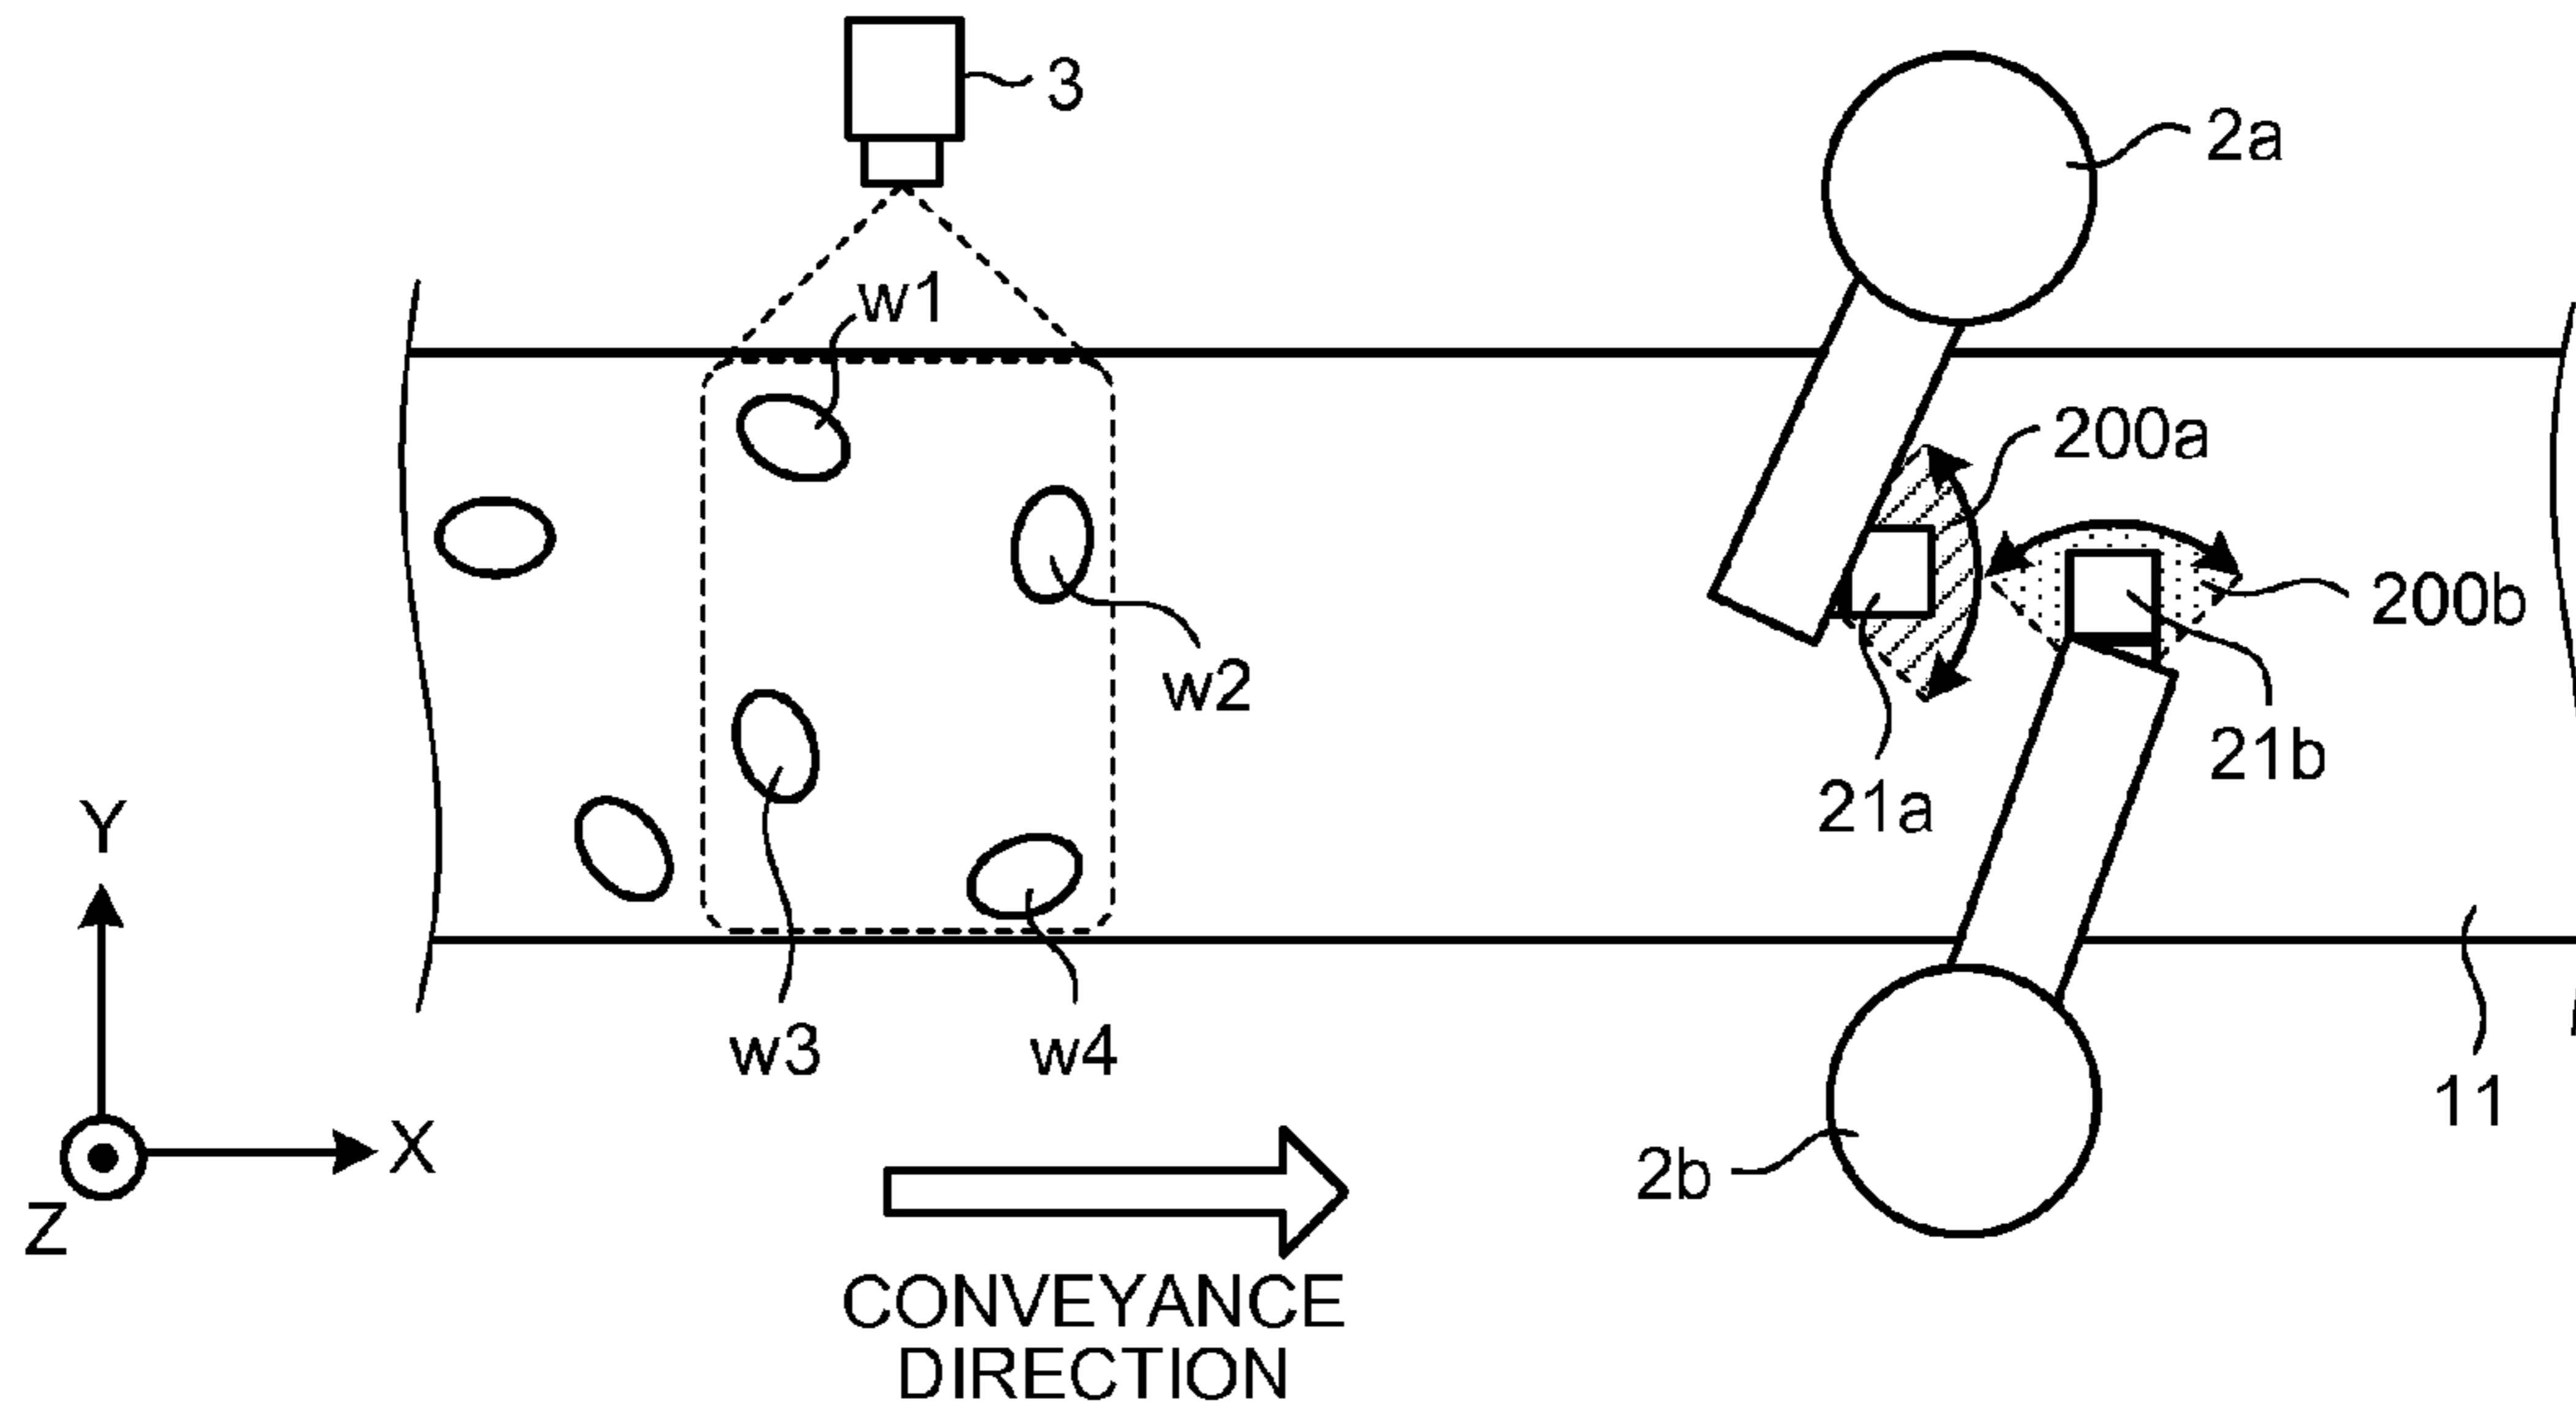 3
2a
w1
200a
200b
w2
21b
21a
Y
w3
w4
11
X
2b
Z
CONVEYANCE
DIRECTION